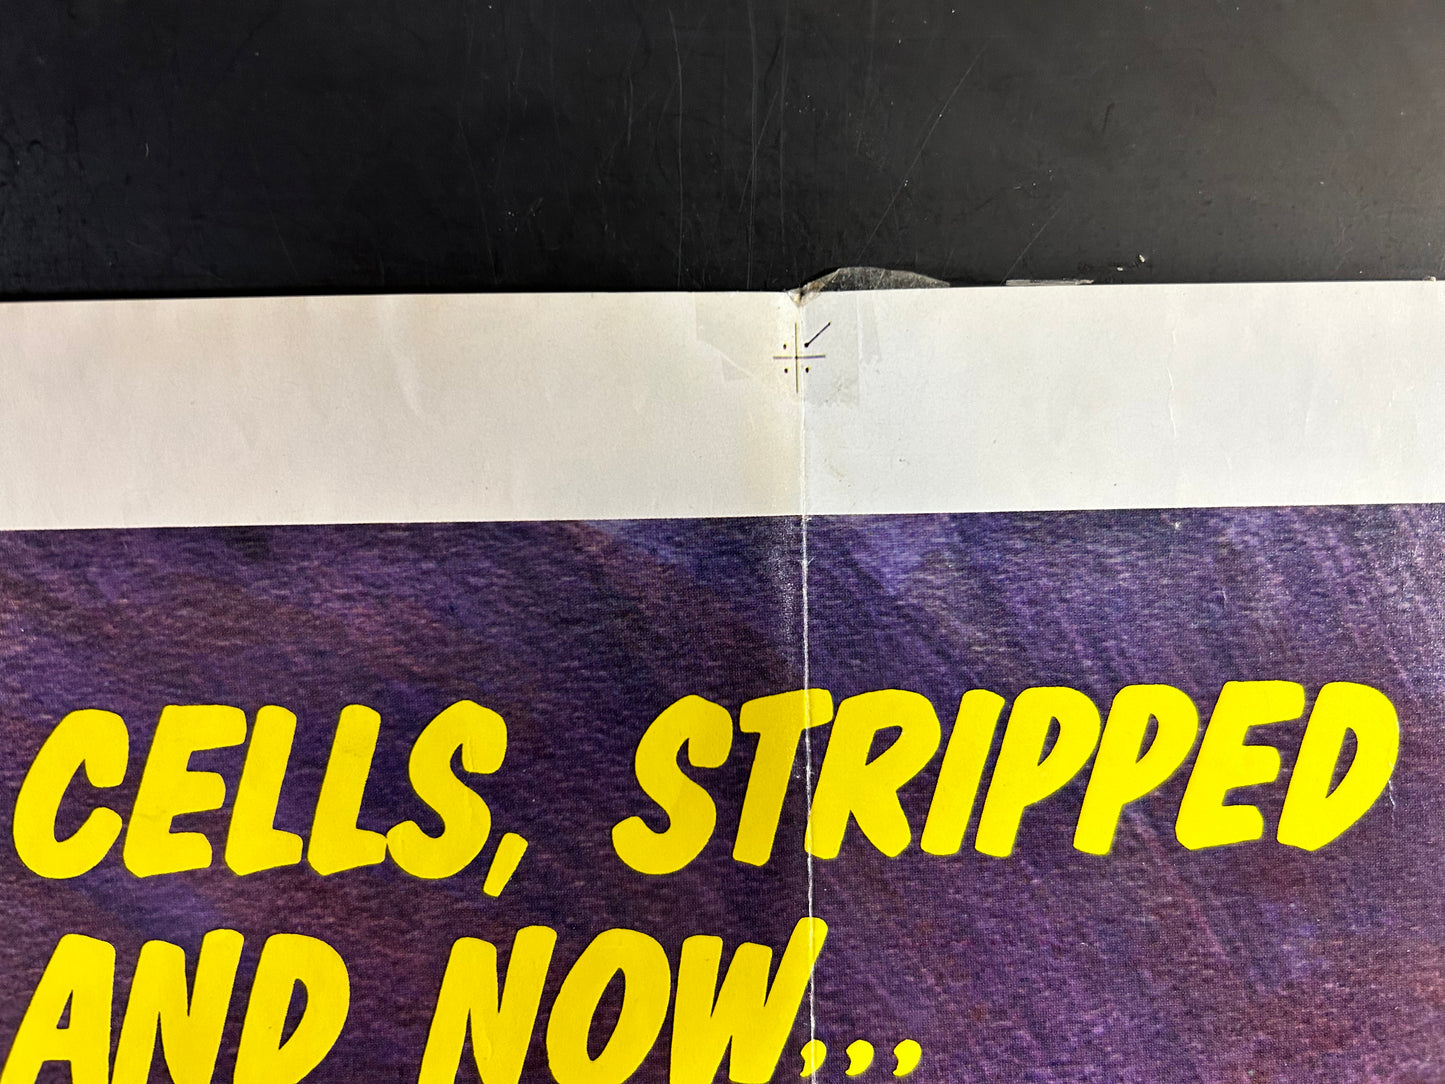 CELLS, STRIPPED
AND NOW,,,